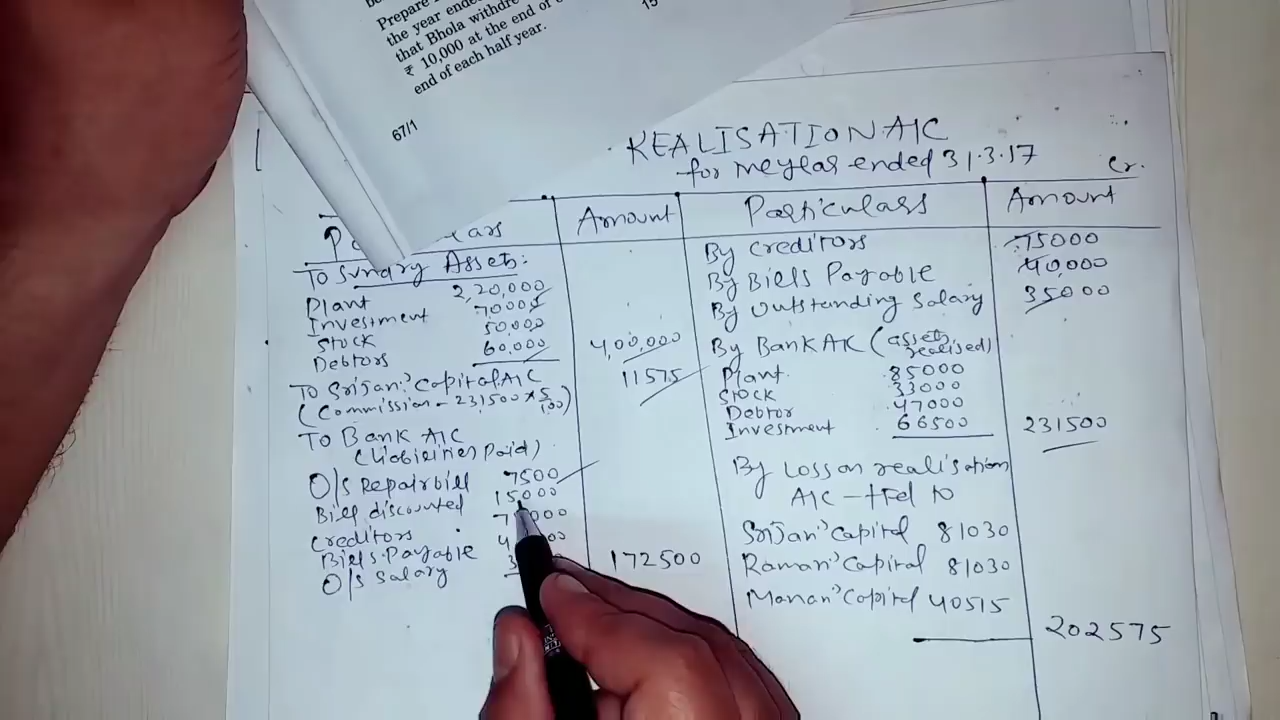 Prepare
the year ende
that Bhola withdre
₹ 10,000 at the end of
end of each half year.
15
67/1
REALISATION A/C
for the year ended 31.3.17
Cr.
Amount
Particulars
Amount
To Sundry Assets:
Plant 2,20,000
Investment 70000
Stock 50,000
Debtors 60,000
4,00,000
To Srijan's Capital A/C 11575
(Commission - 231500 × 5/100)
To Bank A/C
(Liabilities paid)
O/S Repair bill 7500
Bill discounted 15000
Creditors
Bills Payable
O/S Salary
172500
By Creditors 75000
By Bills Payable 40,000
By Outstanding Salary 35000
By Bank A/C (assets realised)
Plant 85000
Stock 33000
Debtor 47000
Investment 66500
231500
By Loss on realisation
A/C - tfd to
Srijan's Capital 81030
Raman's Capital 81030
Manan's Capital 40515
202575